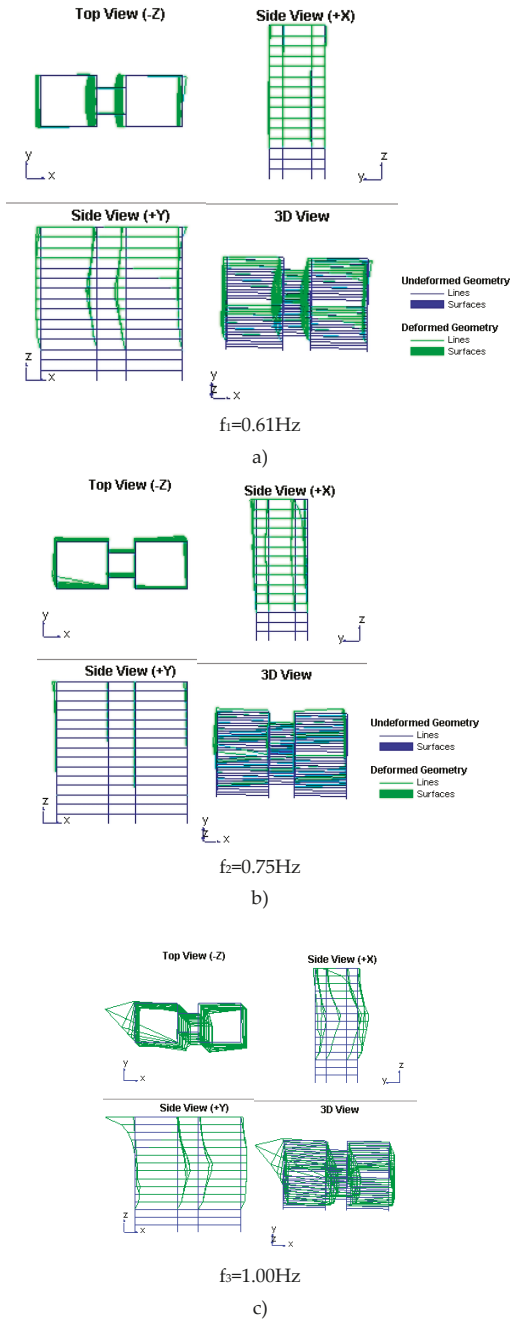 Top View (-Z)
Side View (+X)
y
x
z
y
Side View (+Y)
3D View
Undeformed Geometry
Lines
Surfaces
Deformed Geometry
Lines
Surfaces
z
x
y
z
x
f₁=0.61Hz
a)
Top View (-Z)
Side View (+X)
y
x
z
y
Side View (+Y)
3D View
Undeformed Geometry
Lines
Surfaces
Deformed Geometry
Lines
Surfaces
z
x
y
z
x
f₂=0.75Hz
b)
Top View (-Z)
Side View (+X)
y
x
z
y
Side View (+Y)
3D View
z
x
y
z
x
f₃=1.00Hz
c)